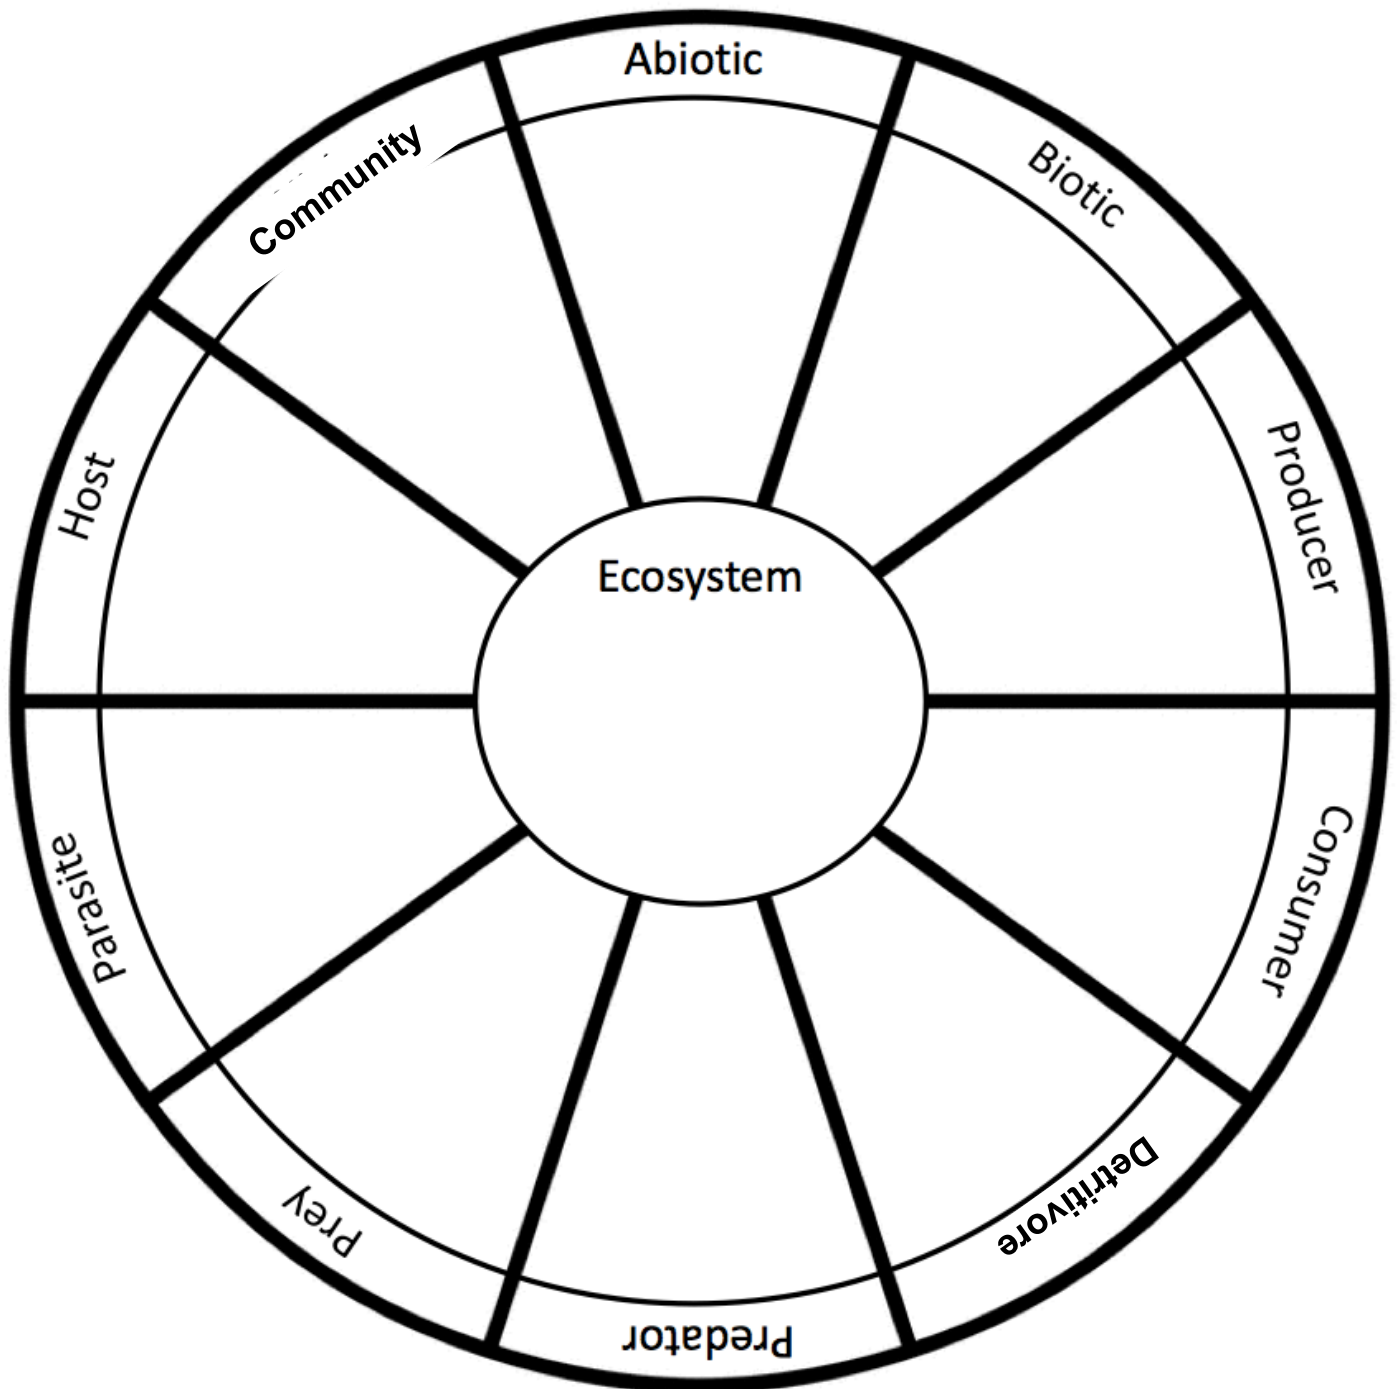 Abiotic
Biotic
Producer
Consumer
Detritivore
Predator
Prey
Parasite
Host
Community
Ecosystem